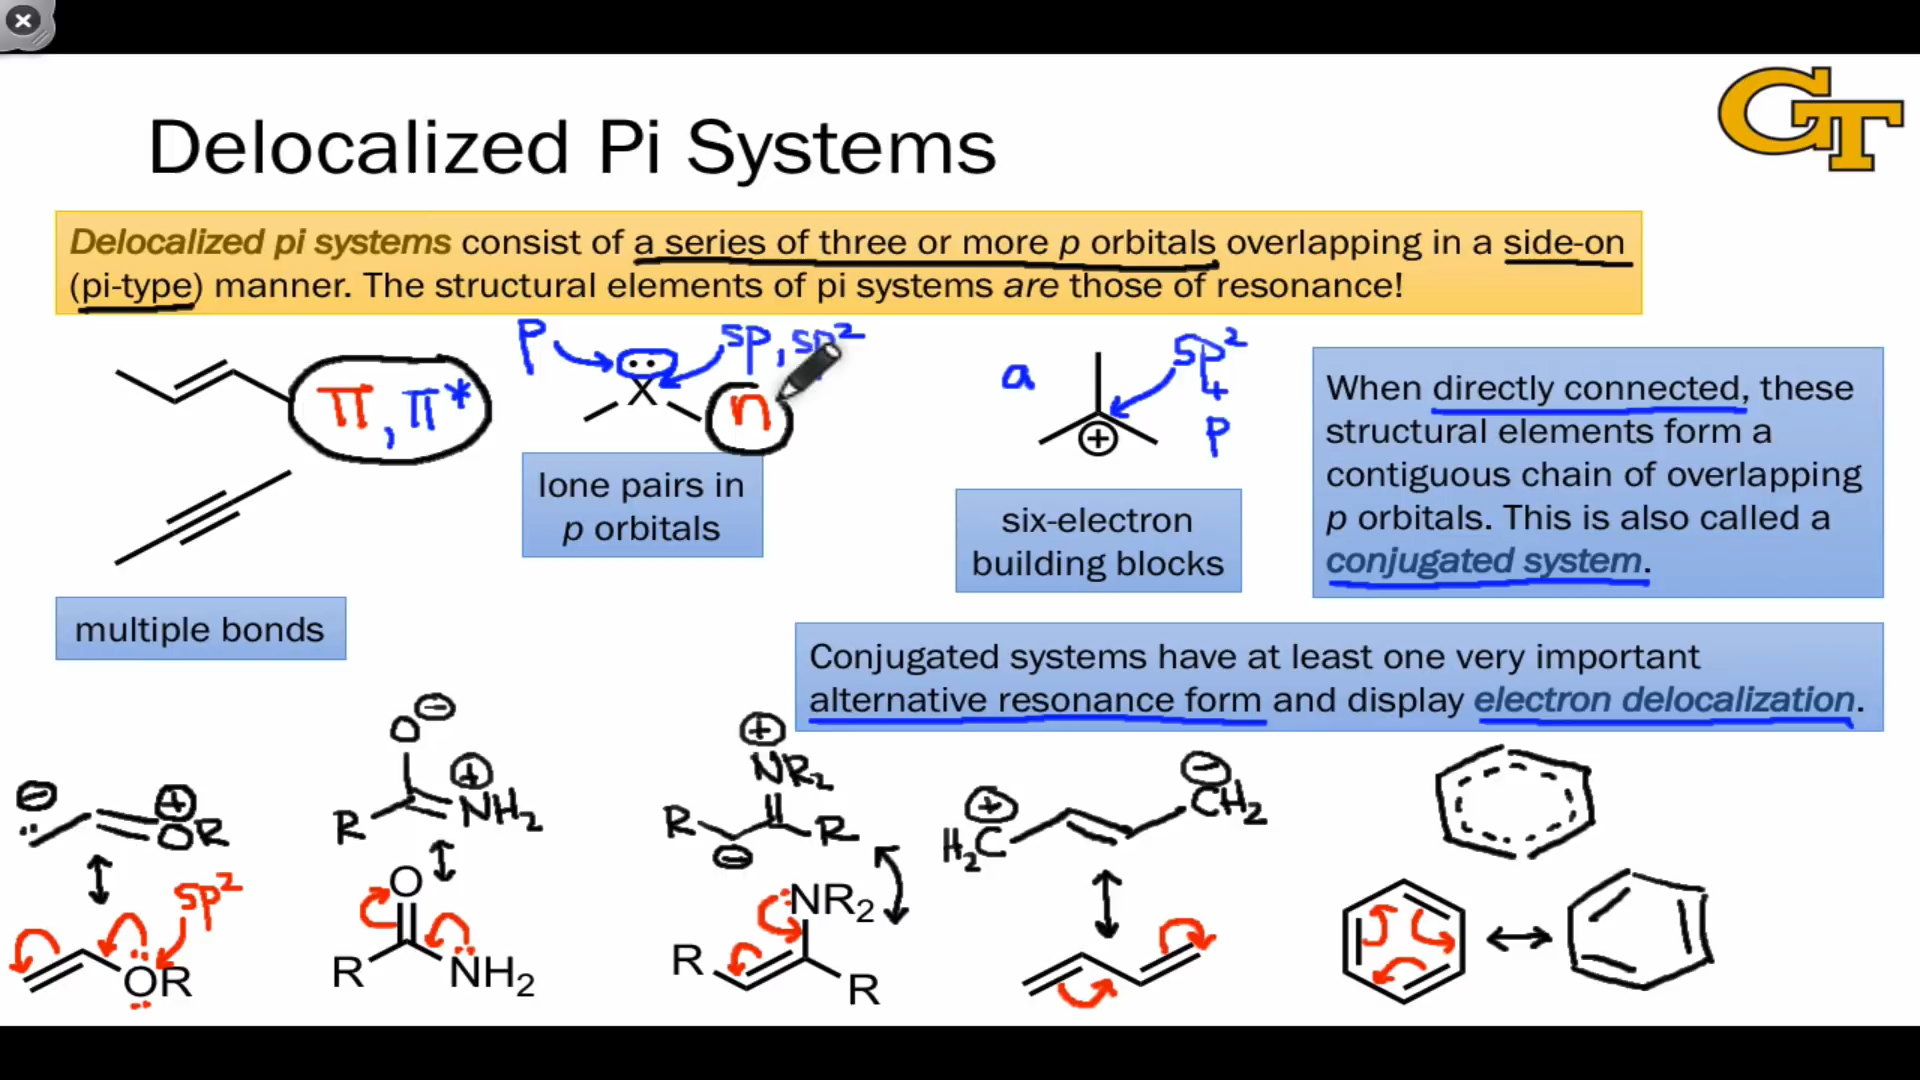 GT
Delocalized Pi Systems
Delocalized pi systems consist of a series of three or more p orbitals overlapping in a side-on
(pi-type) manner. The structural elements of pi systems are those of resonance!
π, π*
p
sp, sp²
X
n
a
sp²
p
lone pairs in
p orbitals
six-electron
building blocks
multiple bonds
When directly connected, these
structural elements form a
contiguous chain of overlapping
p orbitals. This is also called a
conjugated system.
Conjugated systems have at least one very important
alternative resonance form and display electron delocalization.
OR
O
R
NH₂
NR₂
R
R
H₂C
CH₂
sp²
OR
O
R
NH₂
NR₂
R
R